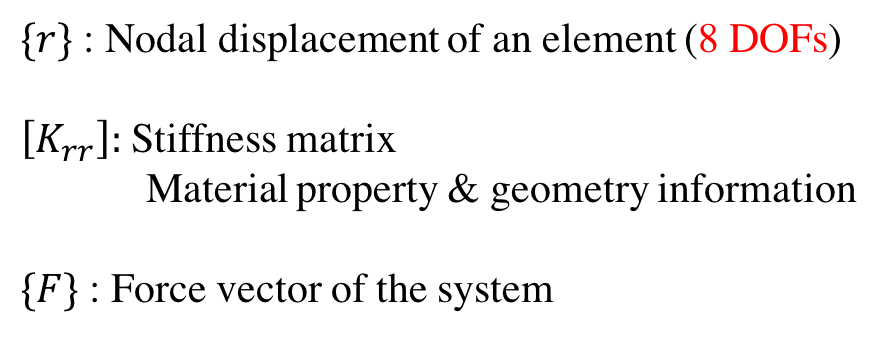 {r} : Nodal displacement of an element (8 DOFs)
[K_rr]: Stiffness matrix
Material property & geometry information
{F} : Force vector of the system